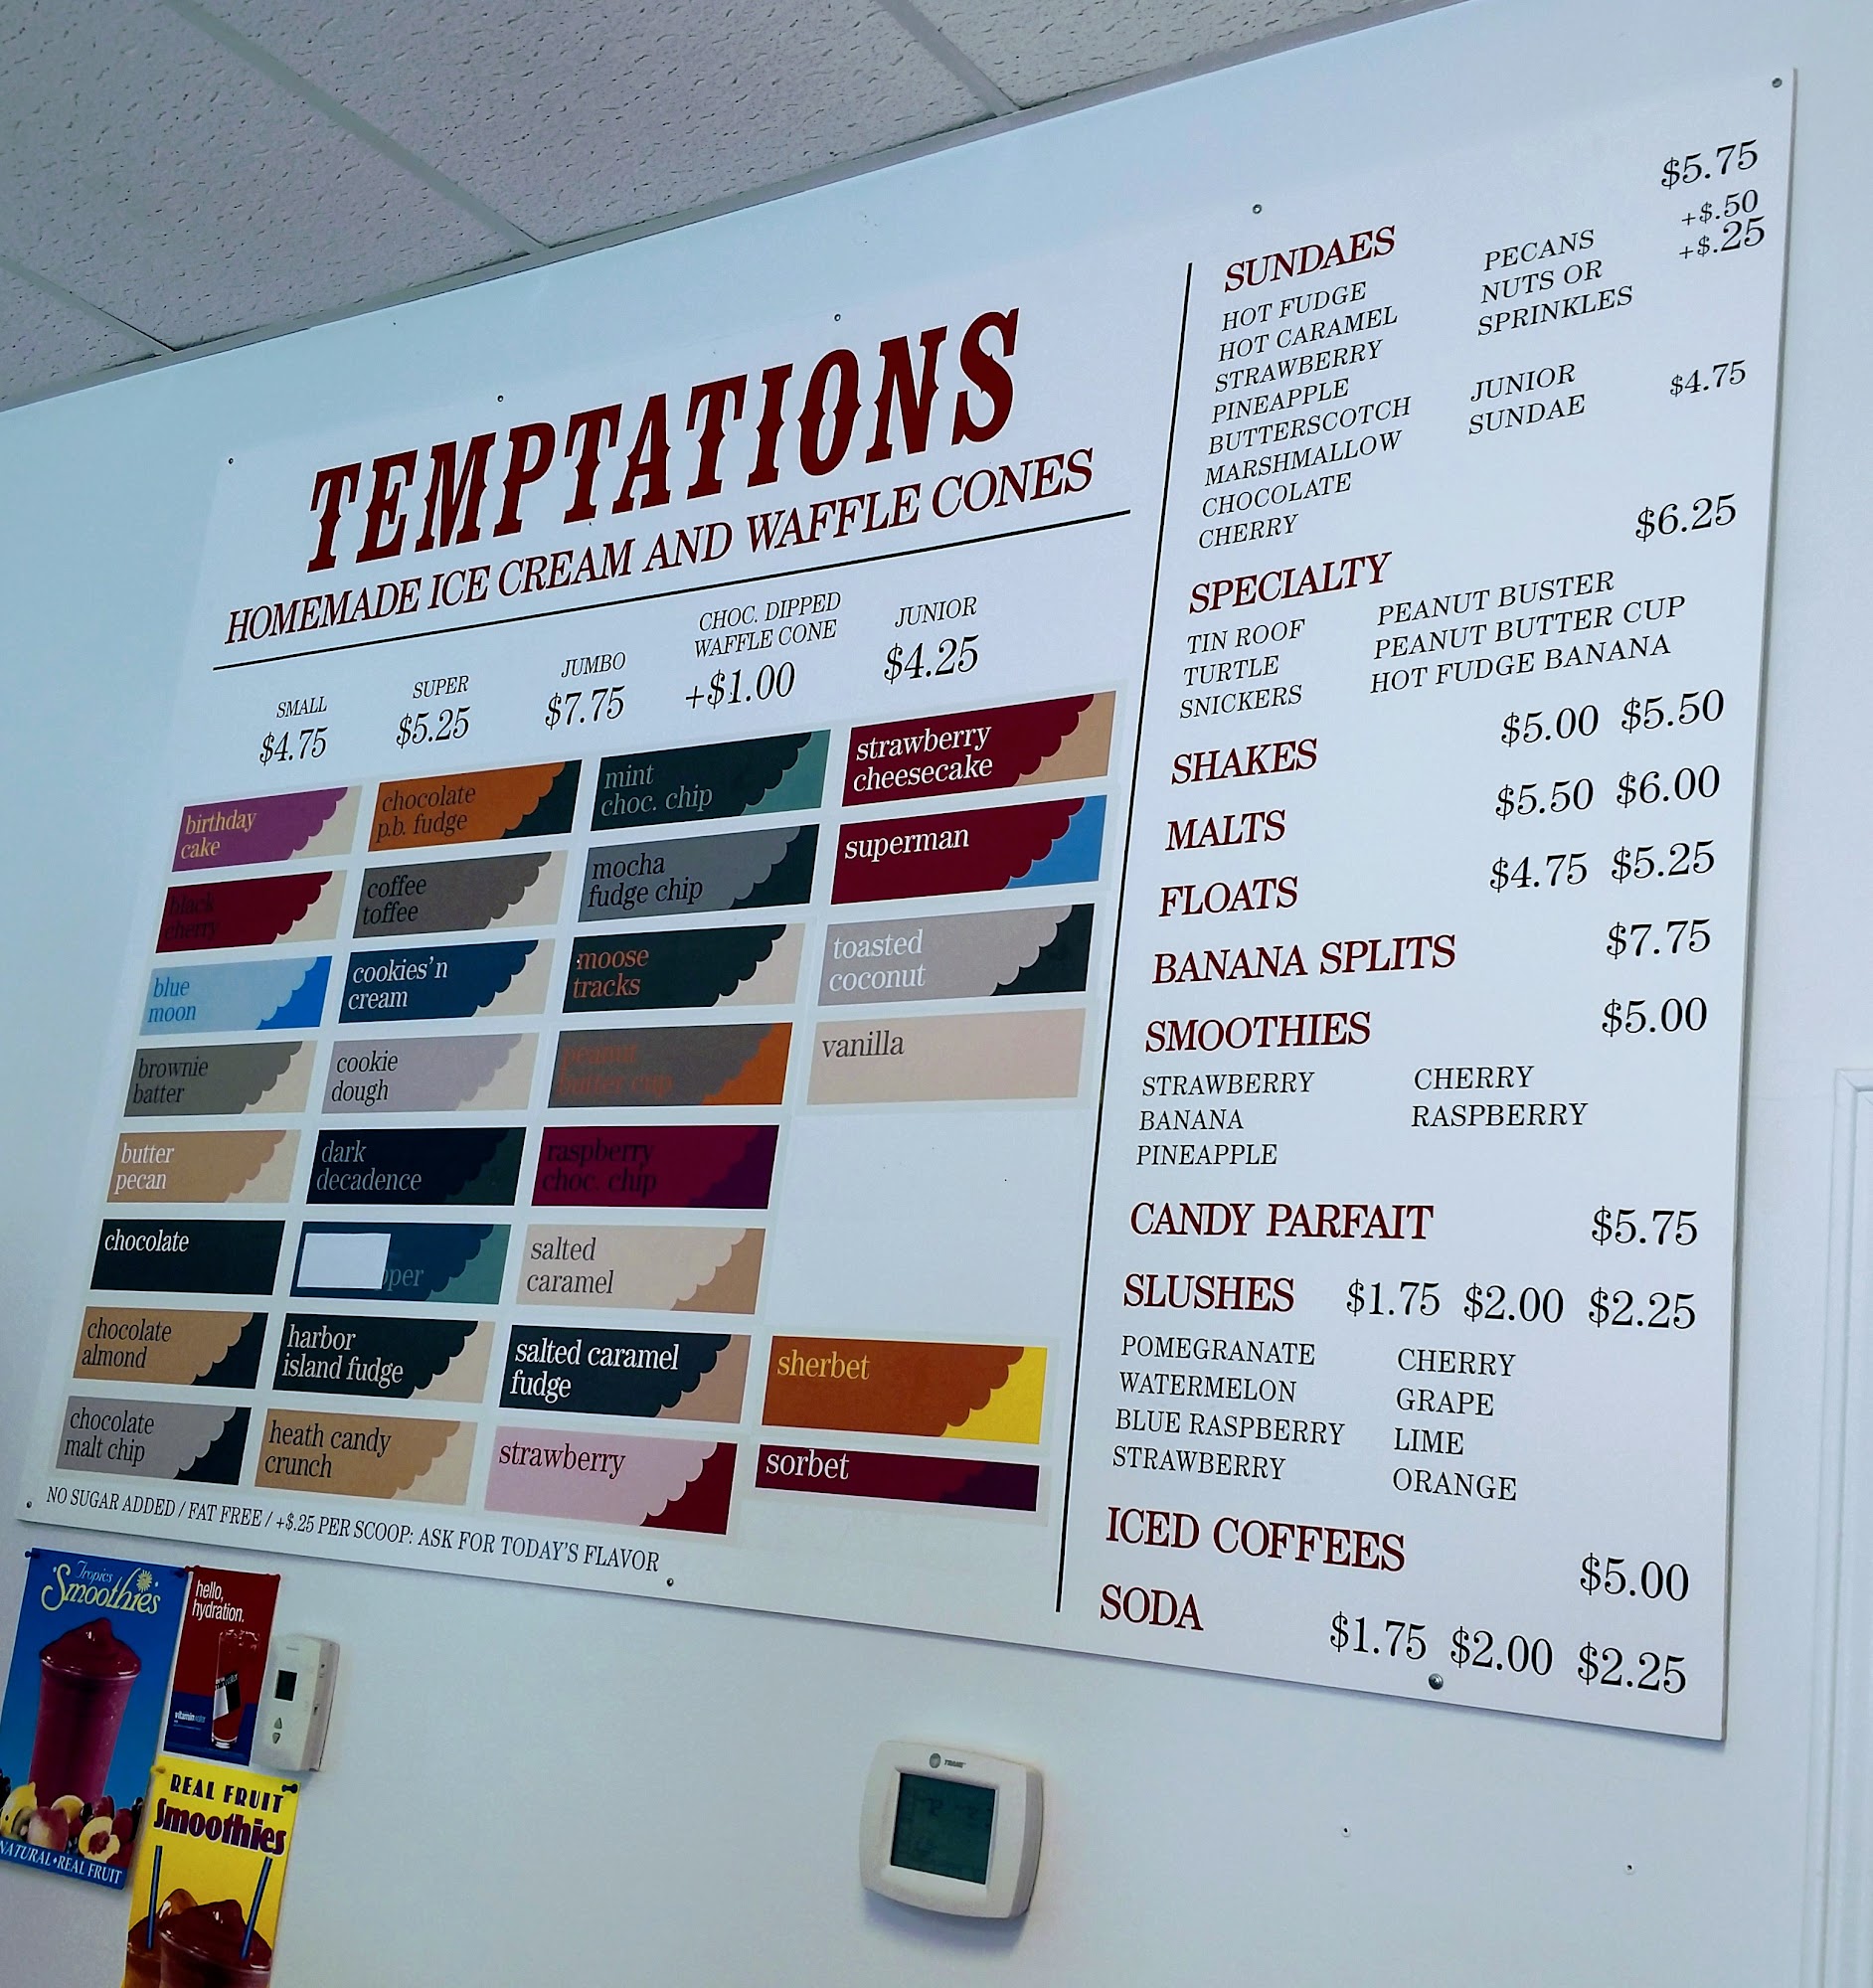 TEMPTATIONS
HOMEMADE ICE CREAM AND WAFFLE CONES
SMALL
$4.75
SUPER
$5.25
JUMBO
$7.75
CHOC. DIPPED
WAFFLE CONE
+$1.00
JUNIOR
$4.25
birthday
cake
black
cherry
blue
moon
brownie
batter
butter
pecan
chocolate
chocolate
almond
chocolate
malt chip
chocolate
p.b. fudge
coffee
toffee
cookies'n
cream
cookie
dough
dark
decadence
harbor
island fudge
heath candy
crunch
mint
choc. chip
mocha
fudge chip
moose
tracks
peanut
butter cup
raspberry
choc. chip
salted
caramel
salted caramel
fudge
strawberry
strawberry
cheesecake
superman
toasted
coconut
vanilla
sherbet
sorbet
NO SUGAR ADDED / FAT FREE / +$.25 PER SCOOP: ASK FOR TODAY'S FLAVOR
SUNDAES $5.75
HOT FUDGE
HOT CARAMEL
STRAWBERRY
PINEAPPLE
BUTTERSCOTCH
MARSHMALLOW
CHOCOLATE
CHERRY
PECANS +$.50
NUTS OR +$.25
SPRINKLES
JUNIOR $4.75
SUNDAE
SPECIALTY $6.25
TIN ROOF
TURTLE
SNICKERS
PEANUT BUSTER
PEANUT BUTTER CUP
HOT FUDGE BANANA
SHAKES $5.00 $5.50
MALTS $5.50 $6.00
FLOATS $4.75 $5.25
BANANA SPLITS $7.75
SMOOTHIES $5.00
STRAWBERRY
BANANA
PINEAPPLE
CHERRY
RASPBERRY
CANDY PARFAIT $5.75
SLUSHES $1.75 $2.00 $2.25
POMEGRANATE
WATERMELON
BLUE RASPBERRY
STRAWBERRY
CHERRY
GRAPE
LIME
ORANGE
ICED COFFEES $5.00
SODA $1.75 $2.00 $2.25
Tropics
Smoothies
NATURAL•REAL FRUIT
hello,
hydration.
REAL FRUIT
Smoothies
TRANE